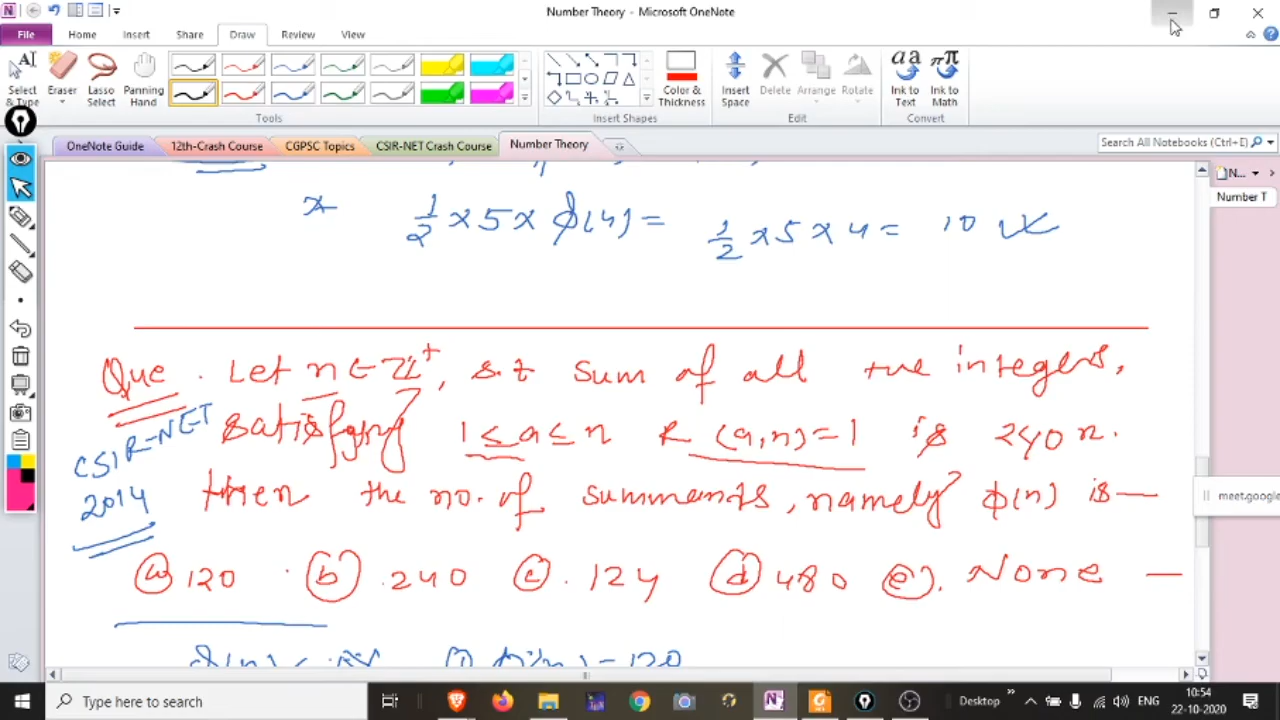 Number Theory - Microsoft OneNote
File Home Insert Share Draw Review View
Select & Type Eraser Lasso Select Panning Hand Color & Thickness Insert Space Delete Arrange Rotate Ink to Text Ink to Math
Tools Insert Shapes Edit Convert
OneNote Guide 12th-Crash Course CGPSC Topics CSIR-NET Crash Course Number Theory Search All Notebooks (Ctrl+E)
N...
Number T
* 1/2 × 5 × ϕ(4) = 1/2 × 5 × 4 = 10
Que. Let n ∈ Z⁺, s.t sum of all +ve integers,
satisfying 1 ≤ a ≤ n & (a,n)=1 is 240 n.
then the no. of summands, namely ϕ(n) is —
CSIR-NET
2014
meet.google
(a) 120 . (b) .240 (c) . 124 (d) 480 (e). None —
Type here to search
Desktop ENG
10:54
22-10-2020